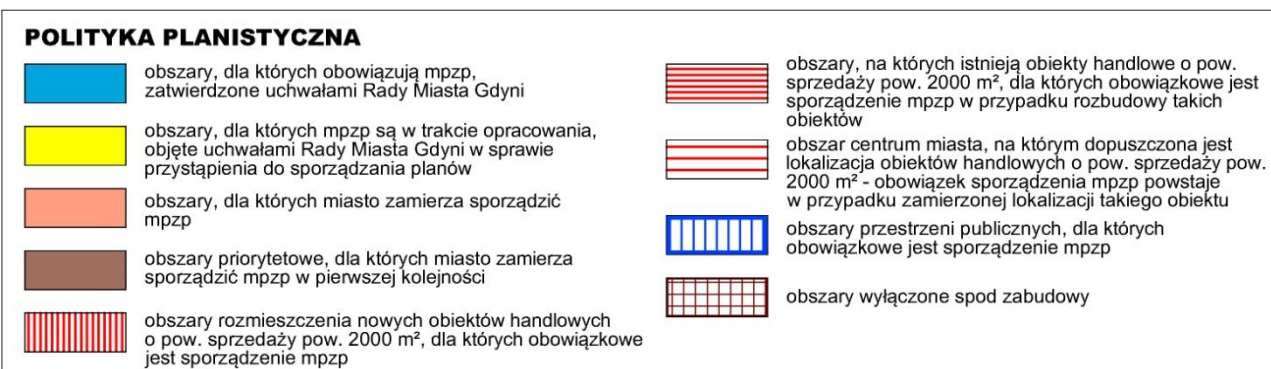 POLITYKA PLANISTYCZNA
obszary, dla których obowiązują mpzp,
zatwierdzone uchwałami Rady Miasta Gdyni
obszary, dla których mpzp są w trakcie opracowania,
objęte uchwałami Rady Miasta Gdyni w sprawie
przystąpienia do sporządzania planów
obszary, dla których miasto zamierza sporządzić
mpzp
obszary priorytetowe, dla których miasto zamierza
sporządzić mpzp w pierwszej kolejności
obszary rozmieszczenia nowych obiektów handlowych
o pow. sprzedaży pow. 2000 m², dla których obowiązkowe
jest sporządzenie mpzp
obszary, na których istnieją obiekty handlowe o pow.
sprzedaży pow. 2000 m², dla których obowiązkowe jest
sporządzenie mpzp w przypadku rozbudowy takich
obiektów
obszar centrum miasta, na którym dopuszczona jest
lokalizacja obiektów handlowych o pow. sprzedaży pow.
2000 m² - obowiązek sporządzenia mpzp powstaje
w przypadku zamierzonej lokalizacji takiego obiektu
obszary przestrzeni publicznych, dla których
obowiązkowe jest sporządzenie mpzp
obszary wyłączone spod zabudowy